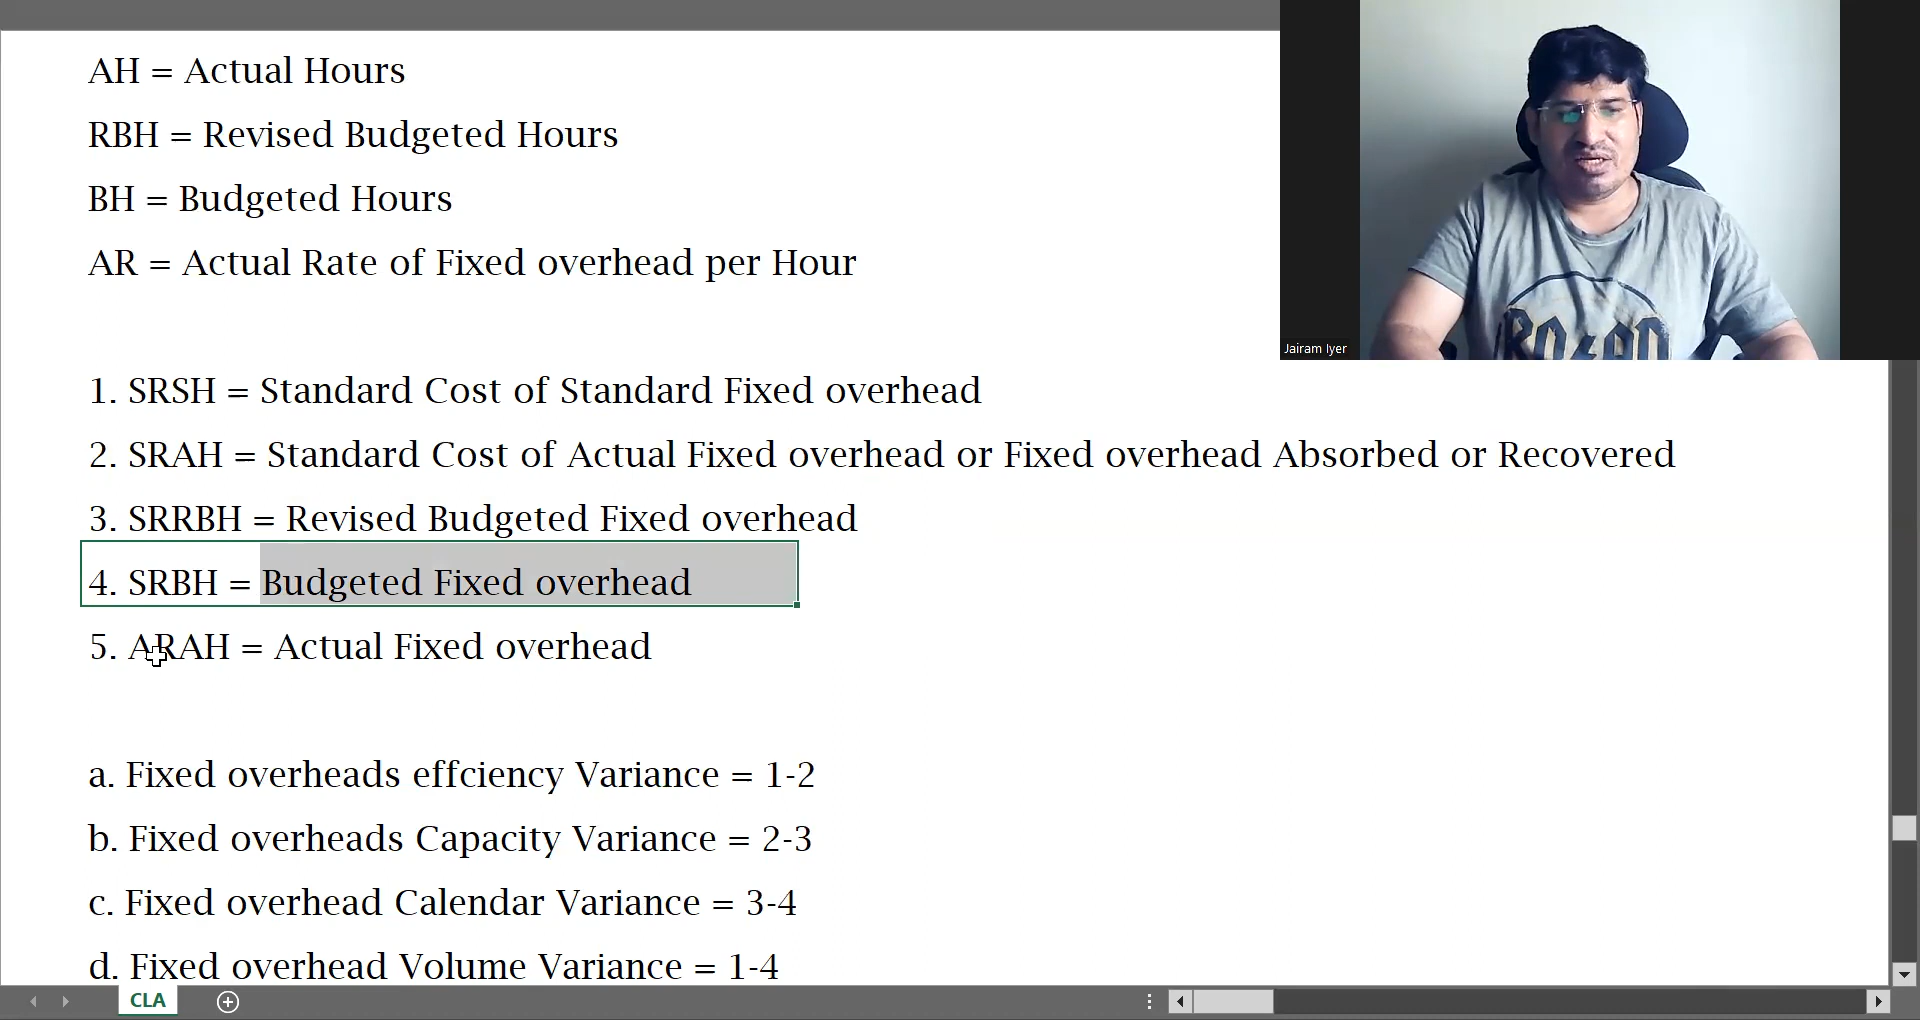 AH = Actual Hours
RBH = Revised Budgeted Hours
BH = Budgeted Hours
AR = Actual Rate of Fixed overhead per Hour
Jairam Iyer
1. SRSH = Standard Cost of Standard Fixed overhead
2. SRAH = Standard Cost of Actual Fixed overhead or Fixed overhead Absorbed or Recovered
3. SRRBH = Revised Budgeted Fixed overhead
4. SRBH = Budgeted Fixed overhead
5. ARAH = Actual Fixed overhead
a. Fixed overheads effciency Variance = 1-2
b. Fixed overheads Capacity Variance = 2-3
c. Fixed overhead Calendar Variance = 3-4
d. Fixed overhead Volume Variance = 1-4
CLA